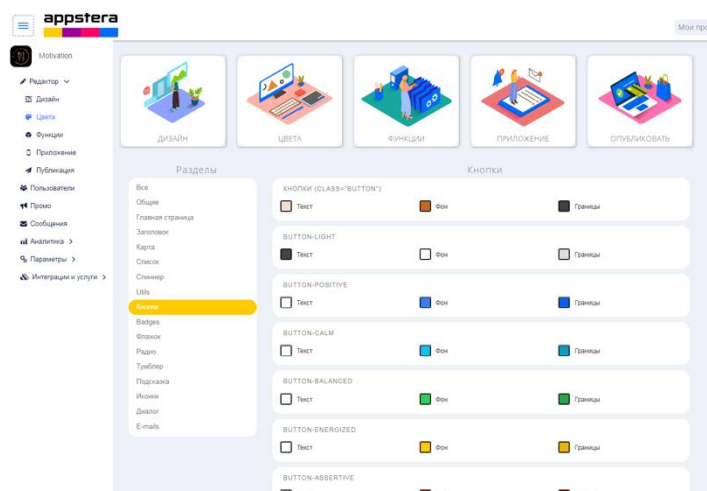 appstera
Мои про
Motivation
Редактор
Дизайн
Цвета
Функции
Приложение
Публикация
Пользователи
Промо
Сообщения
Аналитика
Параметры
Интеграции и услуги
ДИЗАЙН
ЦВЕТА
ФУНКЦИИ
ПРИЛОЖЕНИЕ
ОПУБЛИКОВАТЬ
Разделы
Все
Общие
Главная страница
Заголовок
Карта
Список
Спиннер
Utils
Кнопки
Badges
Флажок
Радио
Тумблер
Подсказка
Иконки
Диалог
E-mails
Кнопки
КНОПКИ (CLASS="BUTTON")
Текст Фон Границы
BUTTON-LIGHT
Текст Фон Границы
BUTTON-POSITIVE
Текст Фон Границы
BUTTON-CALM
Текст Фон Границы
BUTTON-BALANCED
Текст Фон Границы
BUTTON-ENERGIZED
Текст Фон Границы
BUTTON-ASSERTIVE